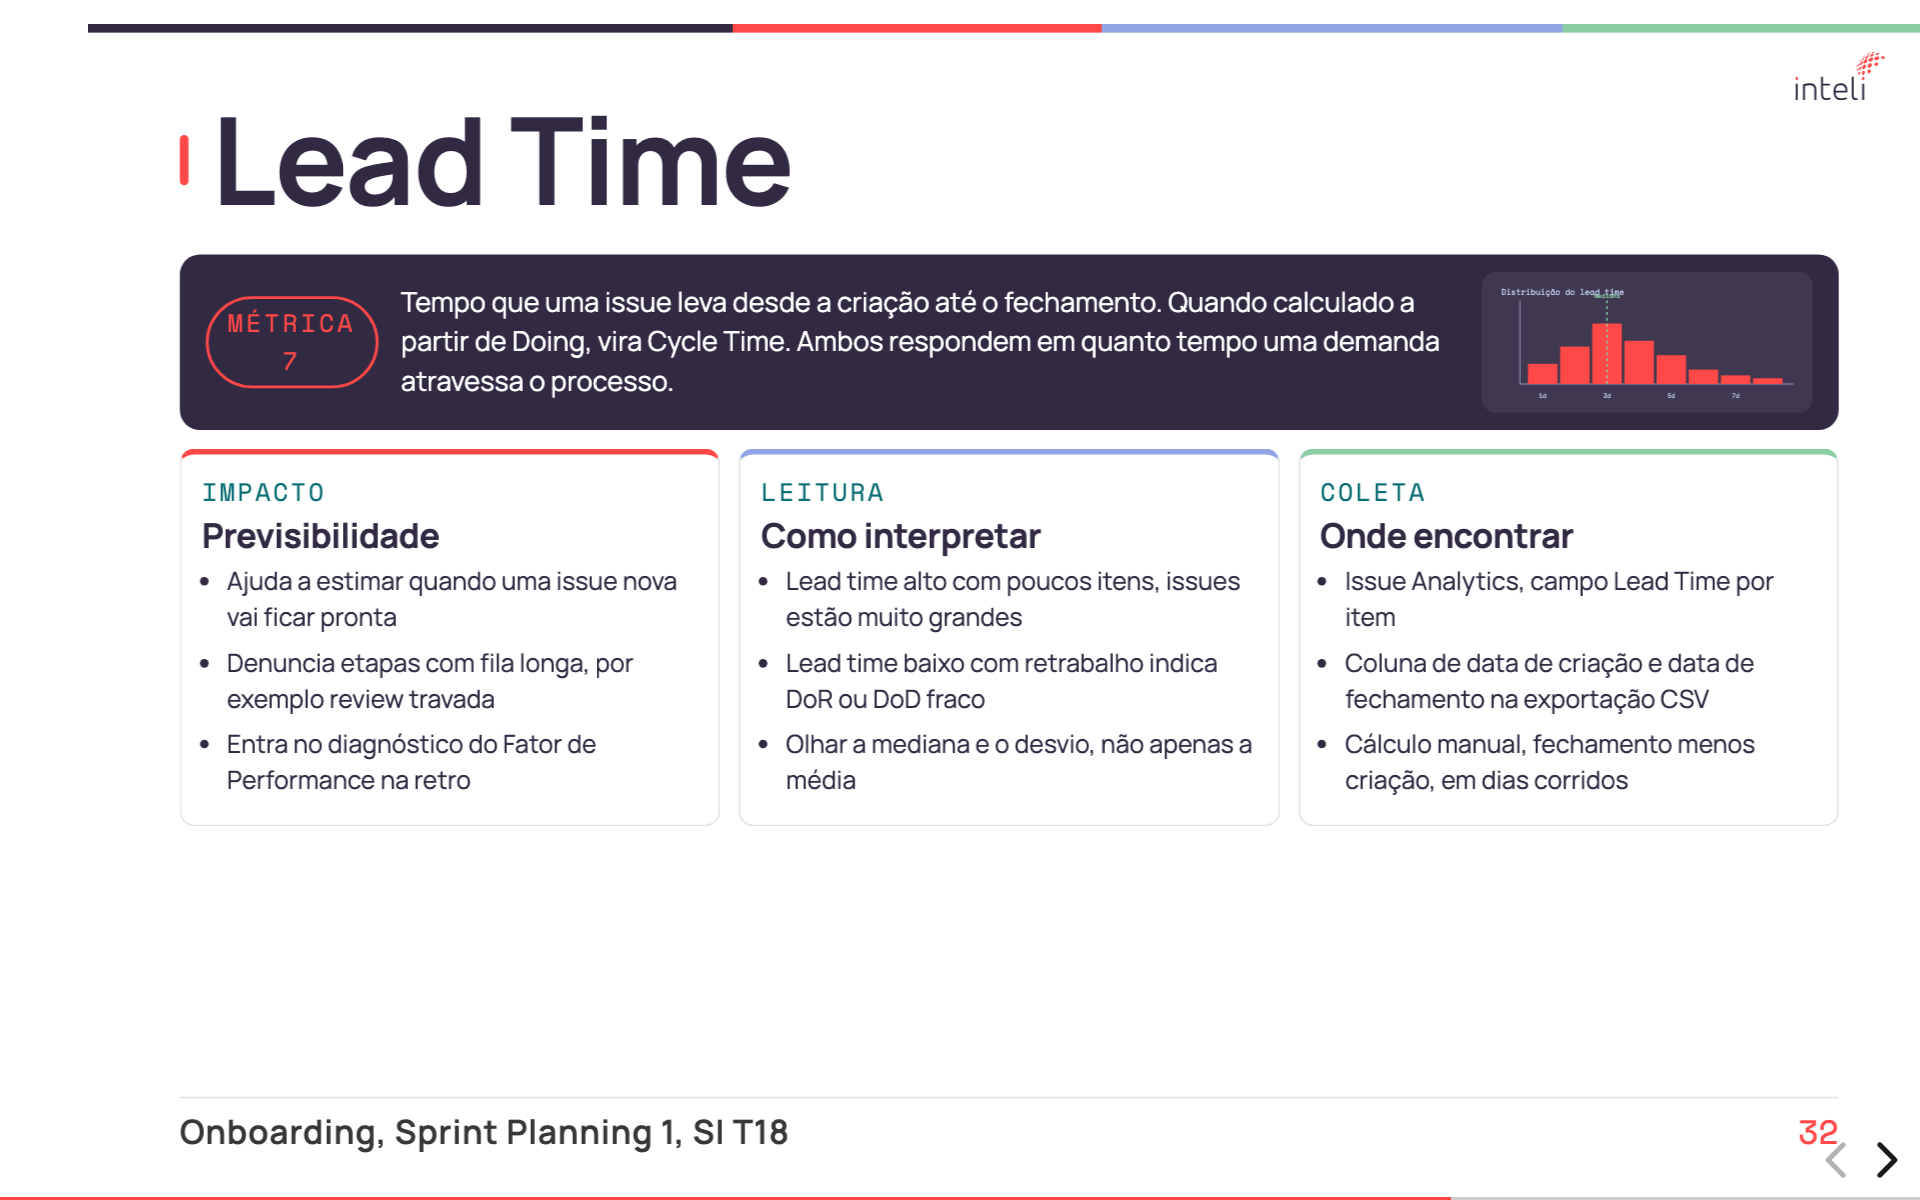 inteli
Lead Time
MÉTRICA
7
Tempo que uma issue leva desde a criação até o fechamento. Quando calculado a
partir de Doing, vira Cycle Time. Ambos respondem em quanto tempo uma demanda
atravessa o processo.
Distribuição do lead time
1d 3d 5d 7d
IMPACTO
Previsibilidade
• Ajuda a estimar quando uma issue nova
vai ficar pronta
• Denuncia etapas com fila longa, por
exemplo review travada
• Entra no diagnóstico do Fator de
Performance na retro
LEITURA
Como interpretar
• Lead time alto com poucos itens, issues
estão muito grandes
• Lead time baixo com retrabalho indica
DoR ou DoD fraco
• Olhar a mediana e o desvio, não apenas a
média
COLETA
Onde encontrar
• Issue Analytics, campo Lead Time por
item
• Coluna de data de criação e data de
fechamento na exportação CSV
• Cálculo manual, fechamento menos
criação, em dias corridos
Onboarding, Sprint Planning 1, SI T18
32